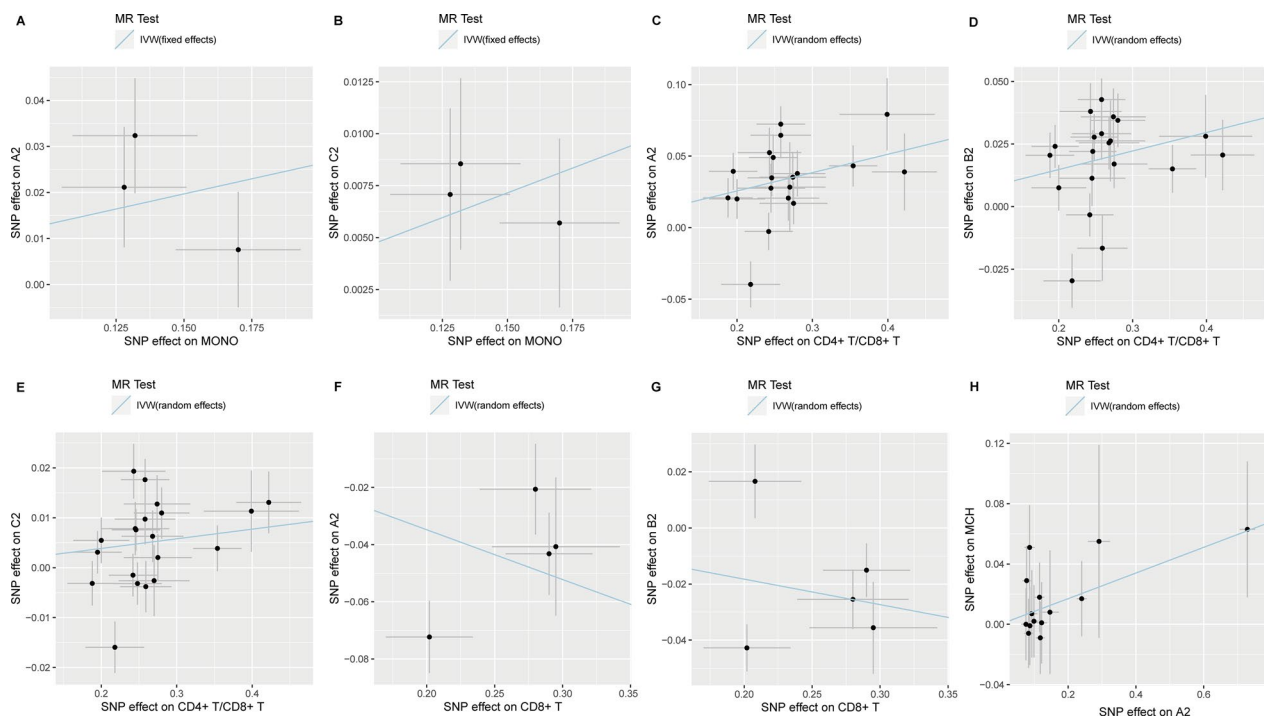 A
MR Test
IVW(fixed effects)
SNP effect on A2
0.04
0.03
0.02
0.01
0.00
0.125
0.150
0.175
SNP effect on MONO
B
MR Test
IVW(fixed effects)
SNP effect on C2
0.0125
0.0100
0.0075
0.0050
0.0025
0.125
0.150
0.175
SNP effect on MONO
C
MR Test
IVW(random effects)
SNP effect on A2
0.10
0.05
0.00
−0.05
0.2
0.3
0.4
SNP effect on CD4+ T/CD8+ T
D
MR Test
IVW(random effects)
SNP effect on B2
0.050
0.025
0.000
−0.025
0.2
0.3
0.4
SNP effect on CD4+ T/CD8+ T
E
MR Test
IVW(random effects)
SNP effect on C2
0.02
0.01
0.00
−0.01
−0.02
0.2
0.3
0.4
SNP effect on CD4+ T/CD8+ T
F
MR Test
IVW(random effects)
SNP effect on A2
−0.02
−0.04
−0.06
−0.08
0.20
0.25
0.30
0.35
SNP effect on CD8+ T
G
MR Test
IVW(random effects)
SNP effect on B2
0.02
0.00
−0.02
−0.04
0.20
0.25
0.30
0.35
SNP effect on CD8+ T
H
MR Test
IVW(random effects)
SNP effect on MCH
0.12
0.08
0.04
0.00
−0.04
0.2
0.4
0.6
SNP effect on A2